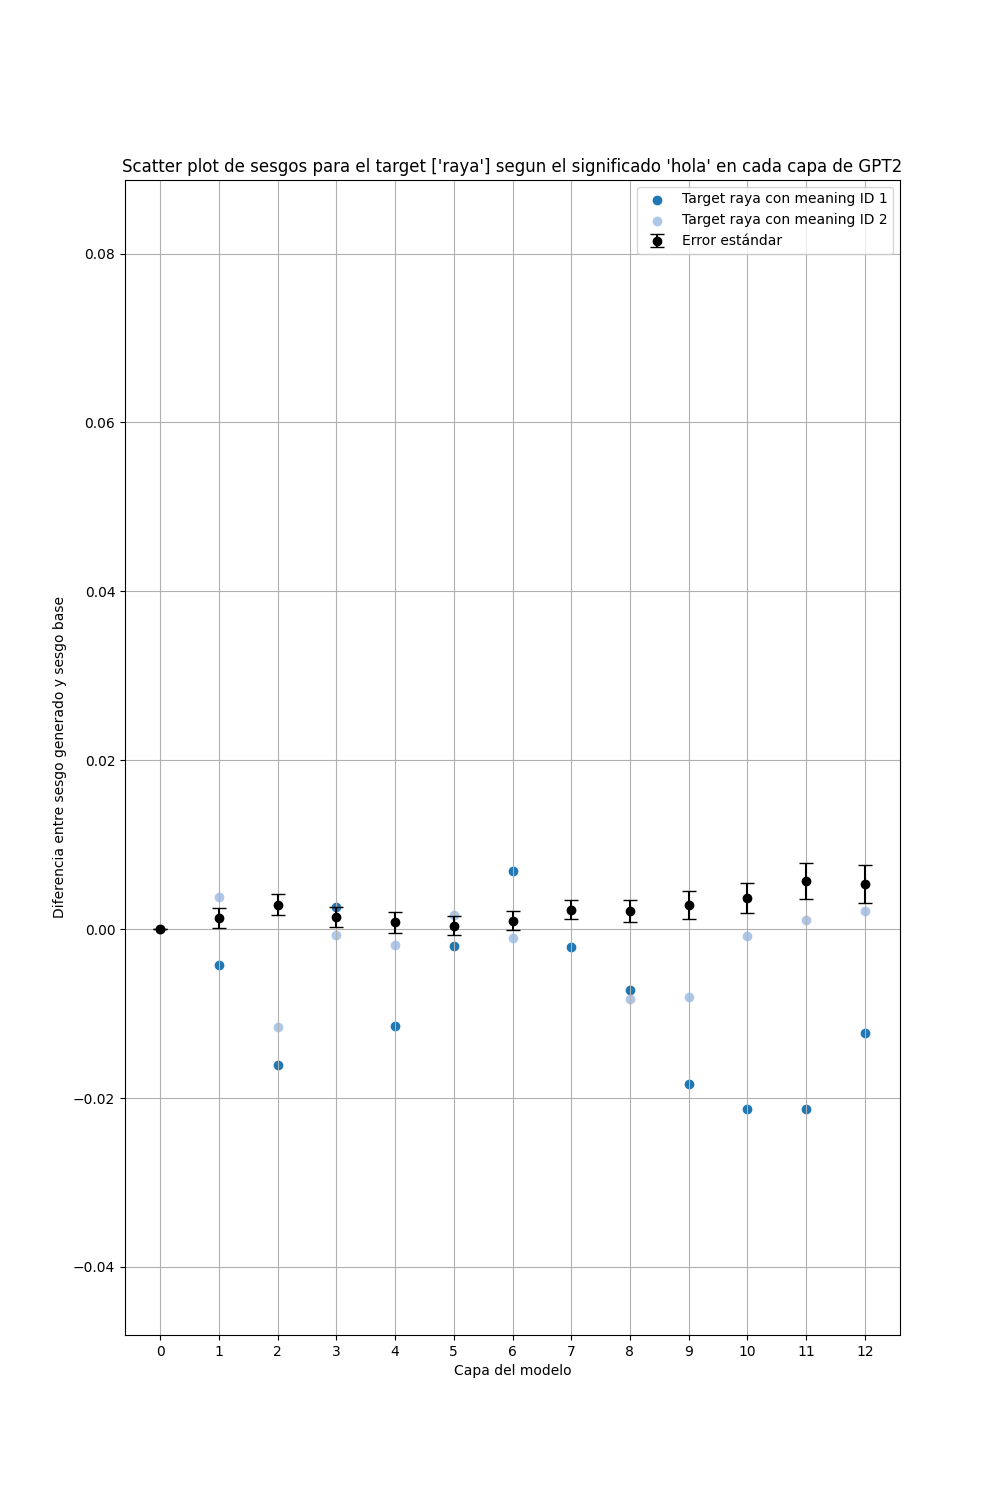 Scatter plot de sesgos para el target ['raya'] segun el significado 'hola' en cada capa de GPT2
Target raya con meaning ID 1
Target raya con meaning ID 2
Error estándar
Diferencia entre sesgo generado y sesgo base
0.08
0.06
0.04
0.02
0.00
−0.02
−0.04
0 1 2 3 4 5 6 7 8 9 10 11 12
Capa del modelo